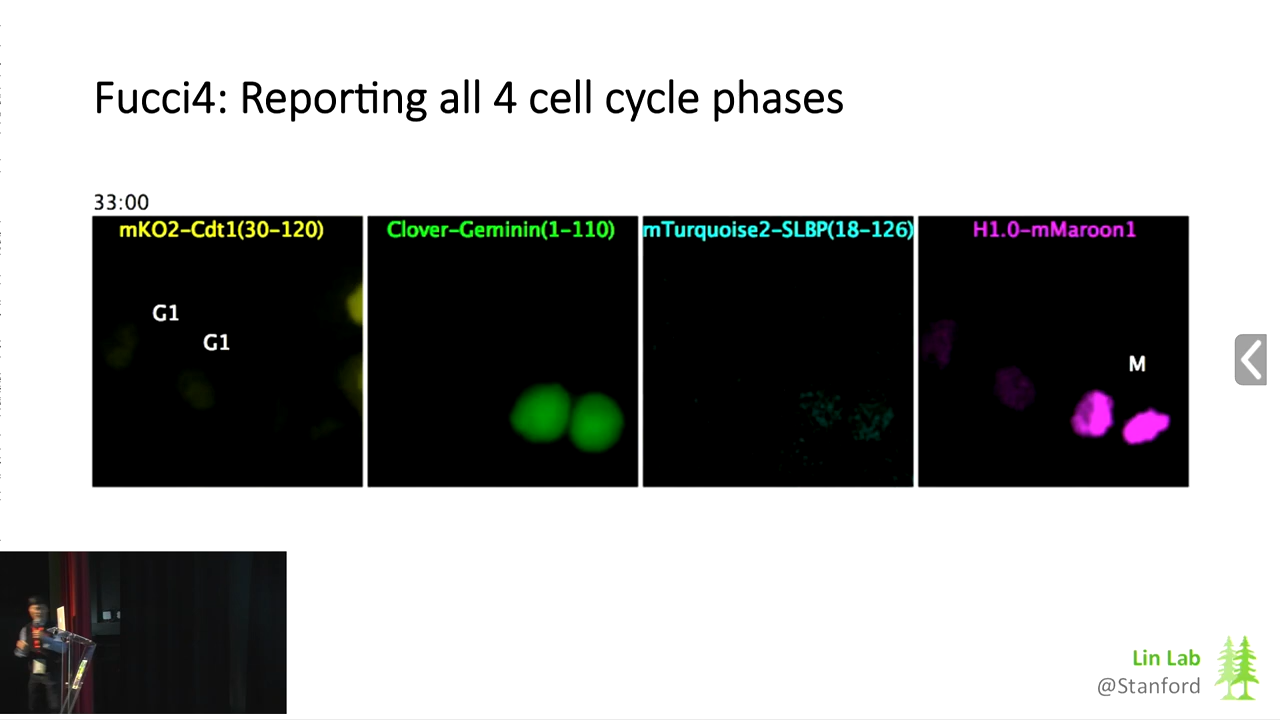 Fucci4: Reporting all 4 cell cycle phases
33:00
mKO2-Cdt1(30-120)
Clover-Geminin(1-110)
mTurquoise2-SLBP(18-126)
H1.0-mMaroon1
G1
G1
M
Lin Lab
@Stanford